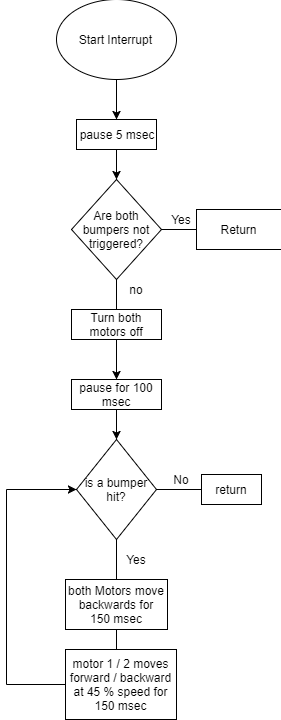 Start Interrupt
pause 5 msec
Are both
bumpers not
triggered?
Yes
Return
no
Turn both
motors off
pause for 100
msec
is a bumper
hit?
No
return
Yes
both Motors move
backwards for
150 msec
motor 1 / 2 moves
forward / backward
at 45 % speed for
150 msec